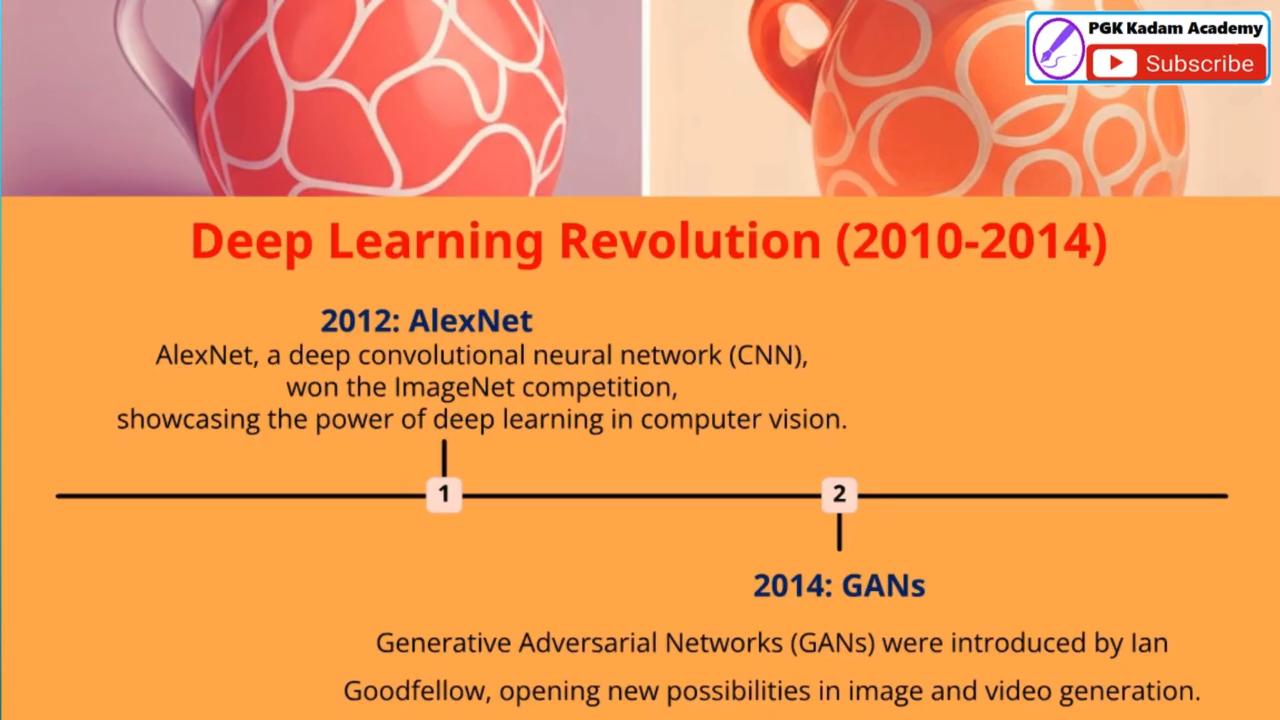 PGK Kadam Academy
Subscribe
Deep Learning Revolution (2010-2014)
2012: AlexNet
AlexNet, a deep convolutional neural network (CNN),
won the ImageNet competition,
showcasing the power of deep learning in computer vision.
1
2
2014: GANs
Generative Adversarial Networks (GANs) were introduced by Ian
Goodfellow, opening new possibilities in image and video generation.